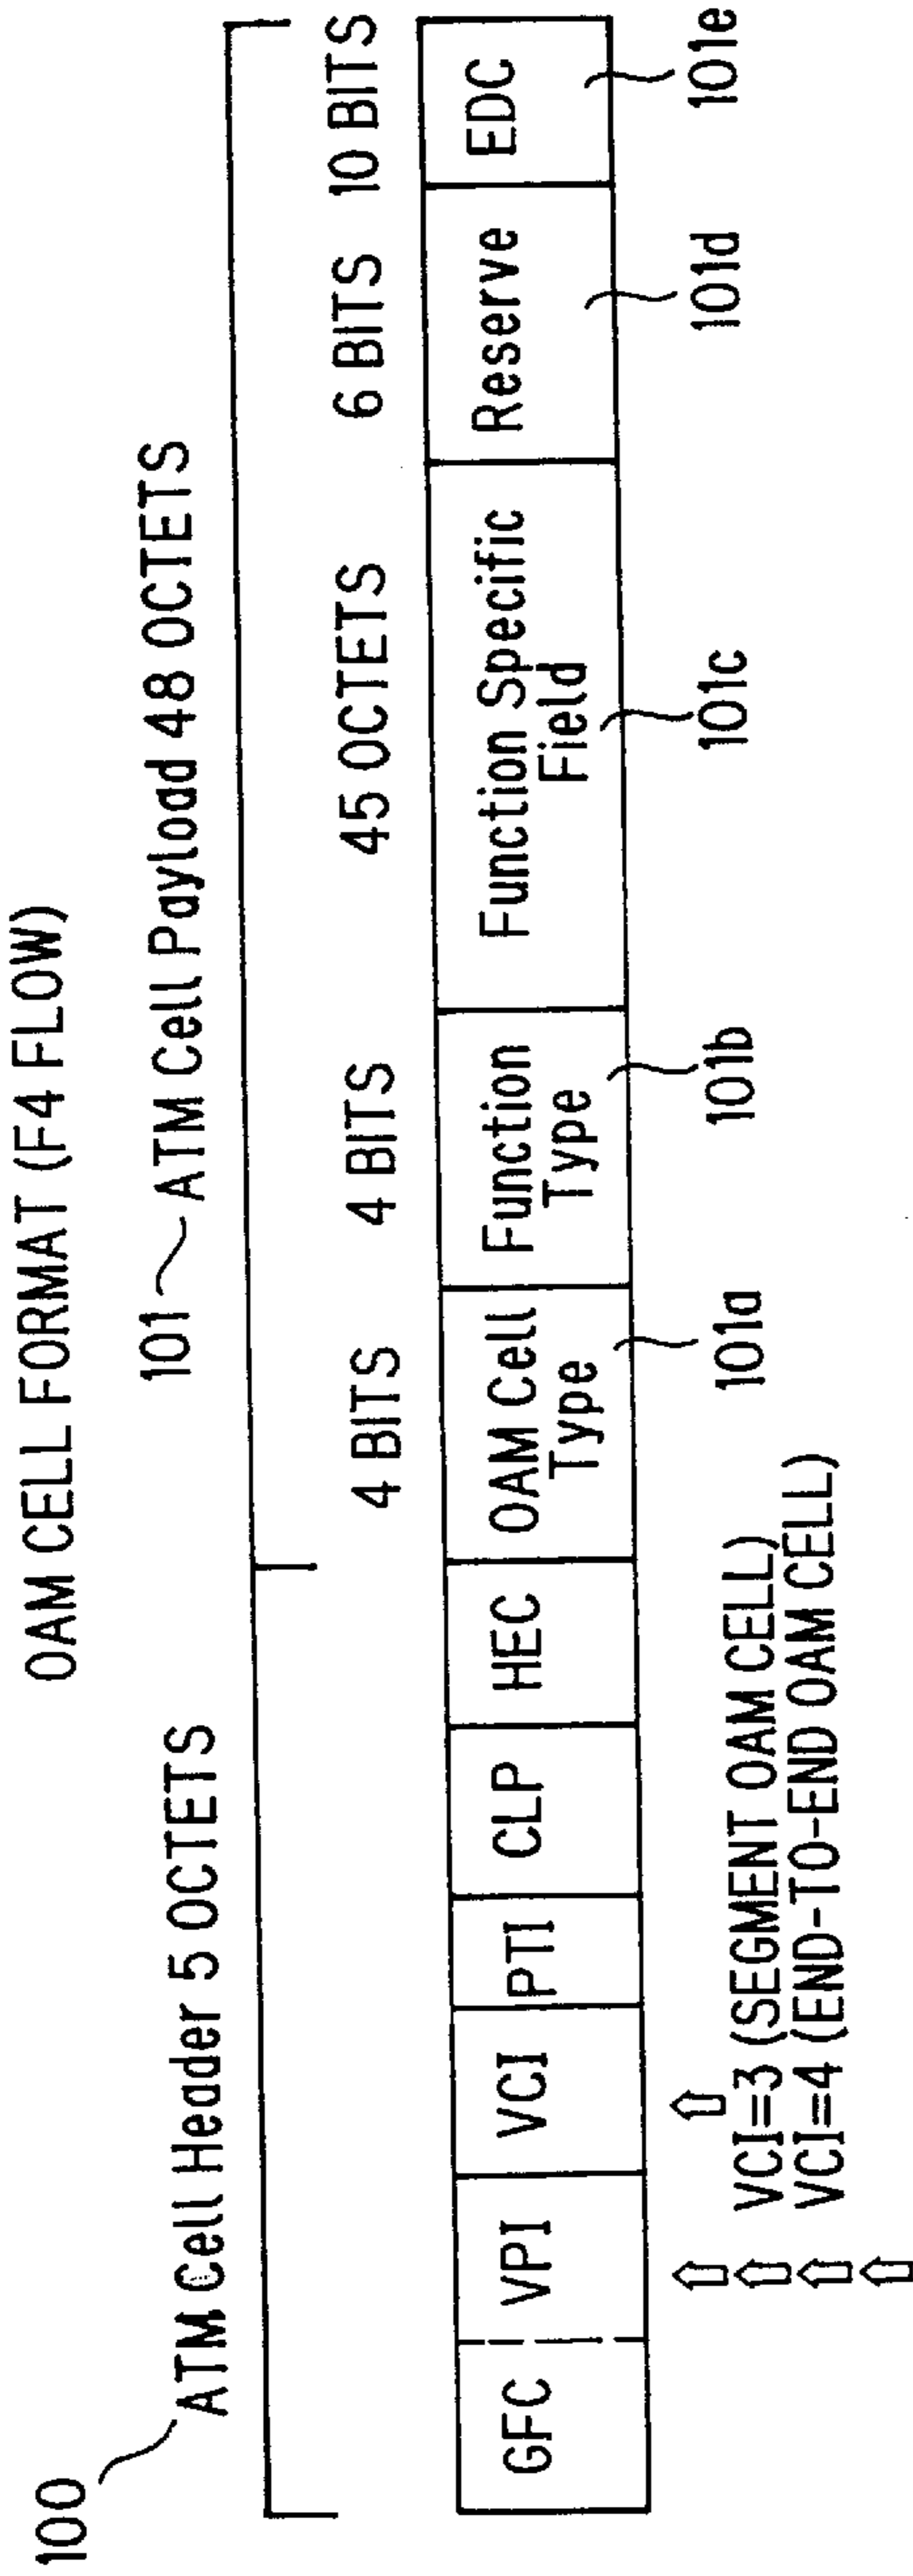 OAM CELL FORMAT (F4 FLOW)
100
ATM Cell Header 5 OCTETS
101
ATM Cell Payload 48 OCTETS
4 BITS
4 BITS
45 OCTETS
6 BITS
10 BITS
GFC
VPI
VCI
PTI
CLP
HEC
OAM Cell
Type
Function
Type
Function Specific
Field
Reserve
EDC
101a
101b
101c
101d
101e
VCI=3 (SEGMENT OAM CELL)
VCI=4 (END-TO-END OAM CELL)